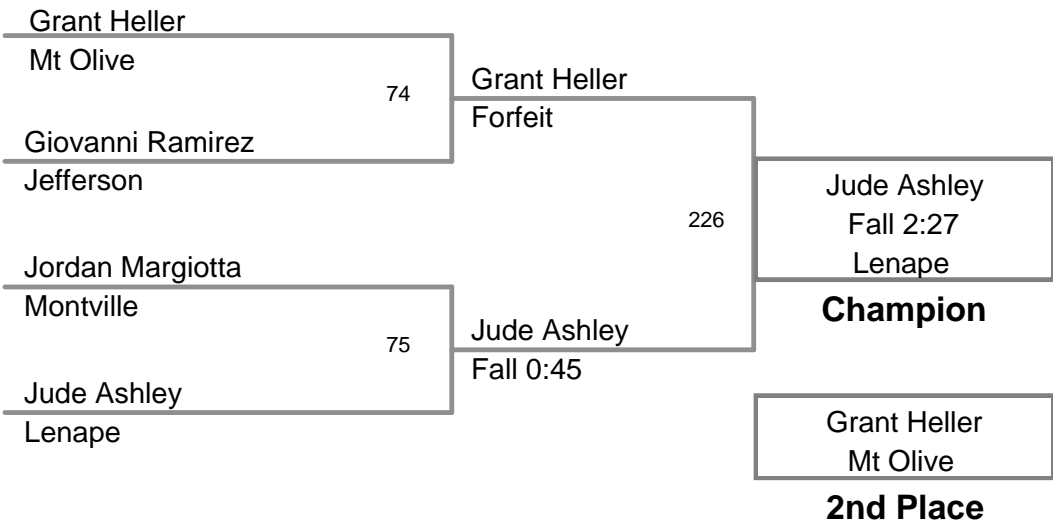 Grant Heller
Mt Olive
74
Giovanni Ramirez
Jefferson
Jordan Margiotta
Montville
75
Jude Ashley
Lenape
Grant Heller
Forfeit
226
Jude Ashley
Fall 0:45
Jude Ashley
Fall 2:27
Lenape
Champion
Grant Heller
Mt Olive
2nd Place